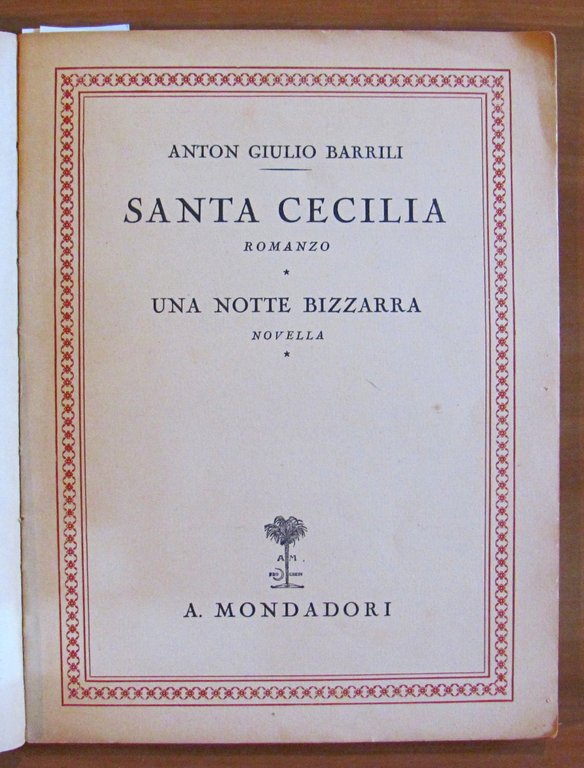 ANTON GIULIO BARRILI
SANTA CECILIA
ROMANZO
*
UNA NOTTE BIZZARRA
NOVELLA
*
A M
A. MONDADORI